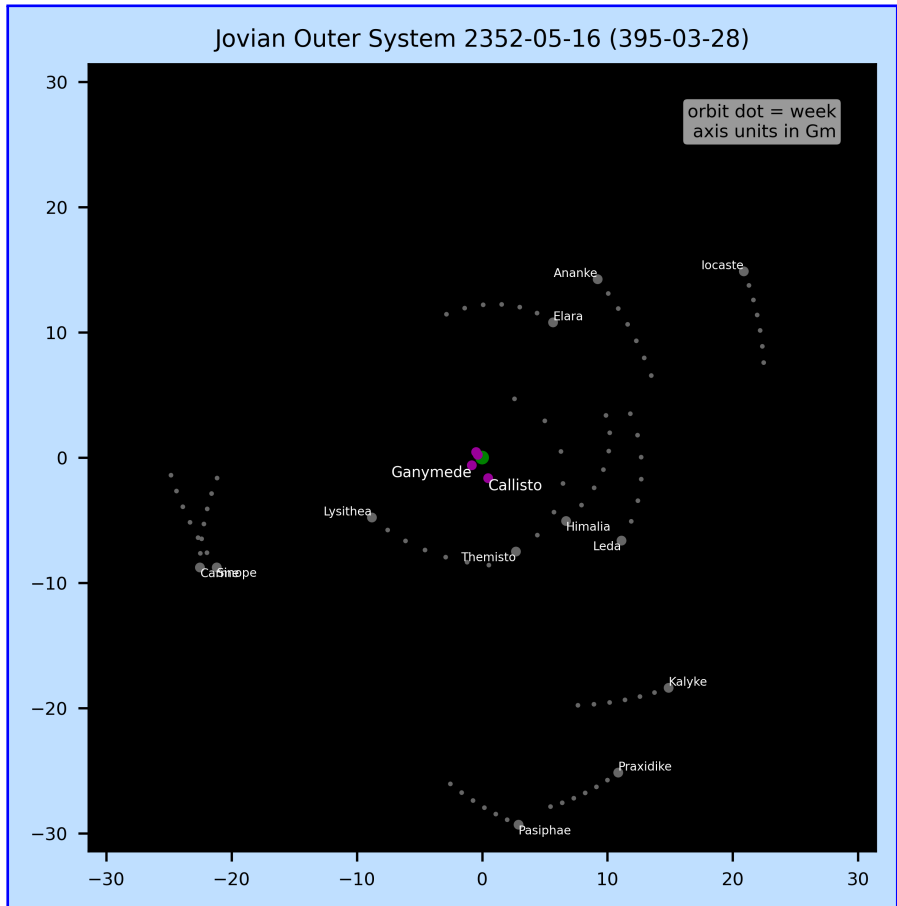 Jovian Outer System 2352-05-16 (395-03-28)
30
orbit dot = week
axis units in Gm
20
Iocaste
Ananke
10
Elara
0
Ganymede
Callisto
Lysithea
Himalia
Leda
Themisto
Carme
Sinope
−10
Kalyke
−20
Praxidike
Pasiphae
−30
−30 −20 −10 0 10 20 30